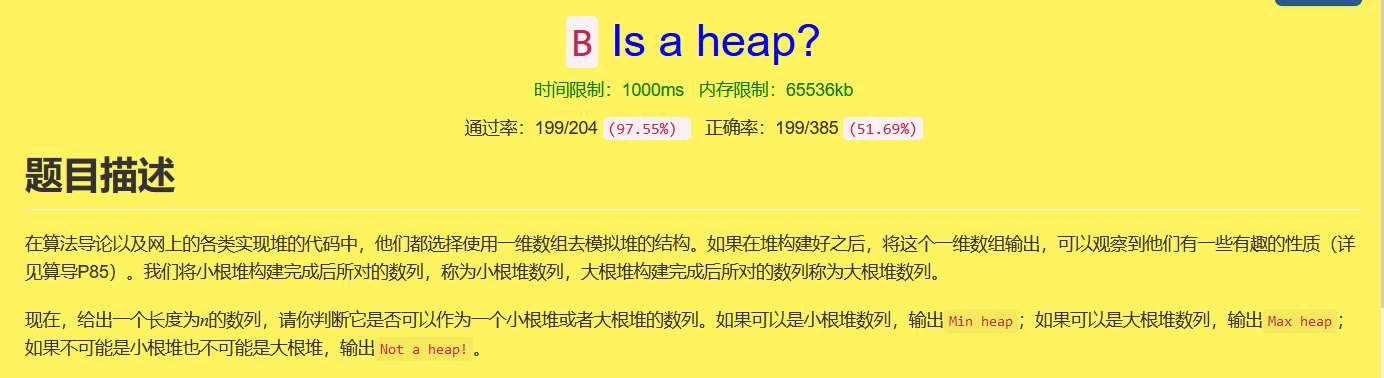 B Is a heap?
时间限制：1000ms 内存限制：65536kb
通过率：199/204 (97.55%) 正确率：199/385 (51.69%)
题目描述
在算法导论以及网上的各类实现堆的代码中，他们都选择使用一维数组去模拟堆的结构。如果在堆构建好之后，将这个一维数组输出，可以观察到他们有一些有趣的性质（详
见算导P85）。我们将小根堆构建完成后所对的数列，称为小根堆数列，大根堆构建完成后所对的数列称为大根堆数列。
现在，给出一个长度为n的数列，请你判断它是否可以作为一个小根堆或者大根堆的数列。如果可以是小根堆数列，输出 Min heap；如果可以是大根堆数列，输出 Max heap；
如果不可能是小根堆也不可能是大根堆，输出 Not a heap! 。